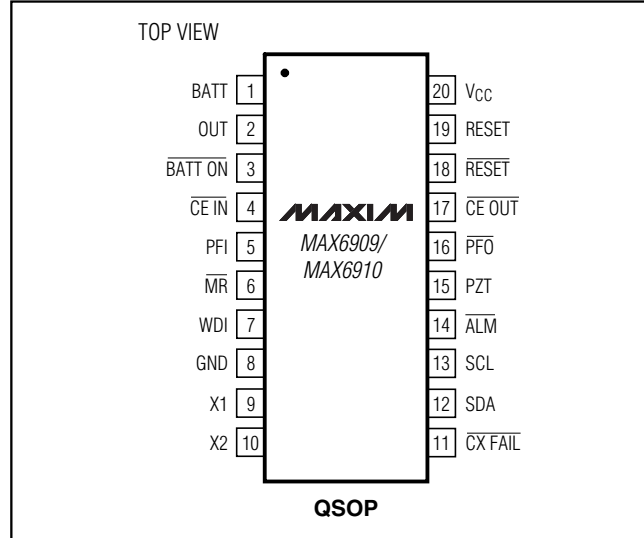 TOP VIEW
BATT 1
OUT 2
BATT ON 3
CE IN 4
PFI 5
MR 6
WDI 7
GND 8
X1 9
X2 10
MAXIM
MAX6909/
MAX6910
20 VCC
19 RESET
18 RESET
17 CE OUT
16 PFO
15 PZT
14 ALM
13 SCL
12 SDA
11 CX FAIL
QSOP